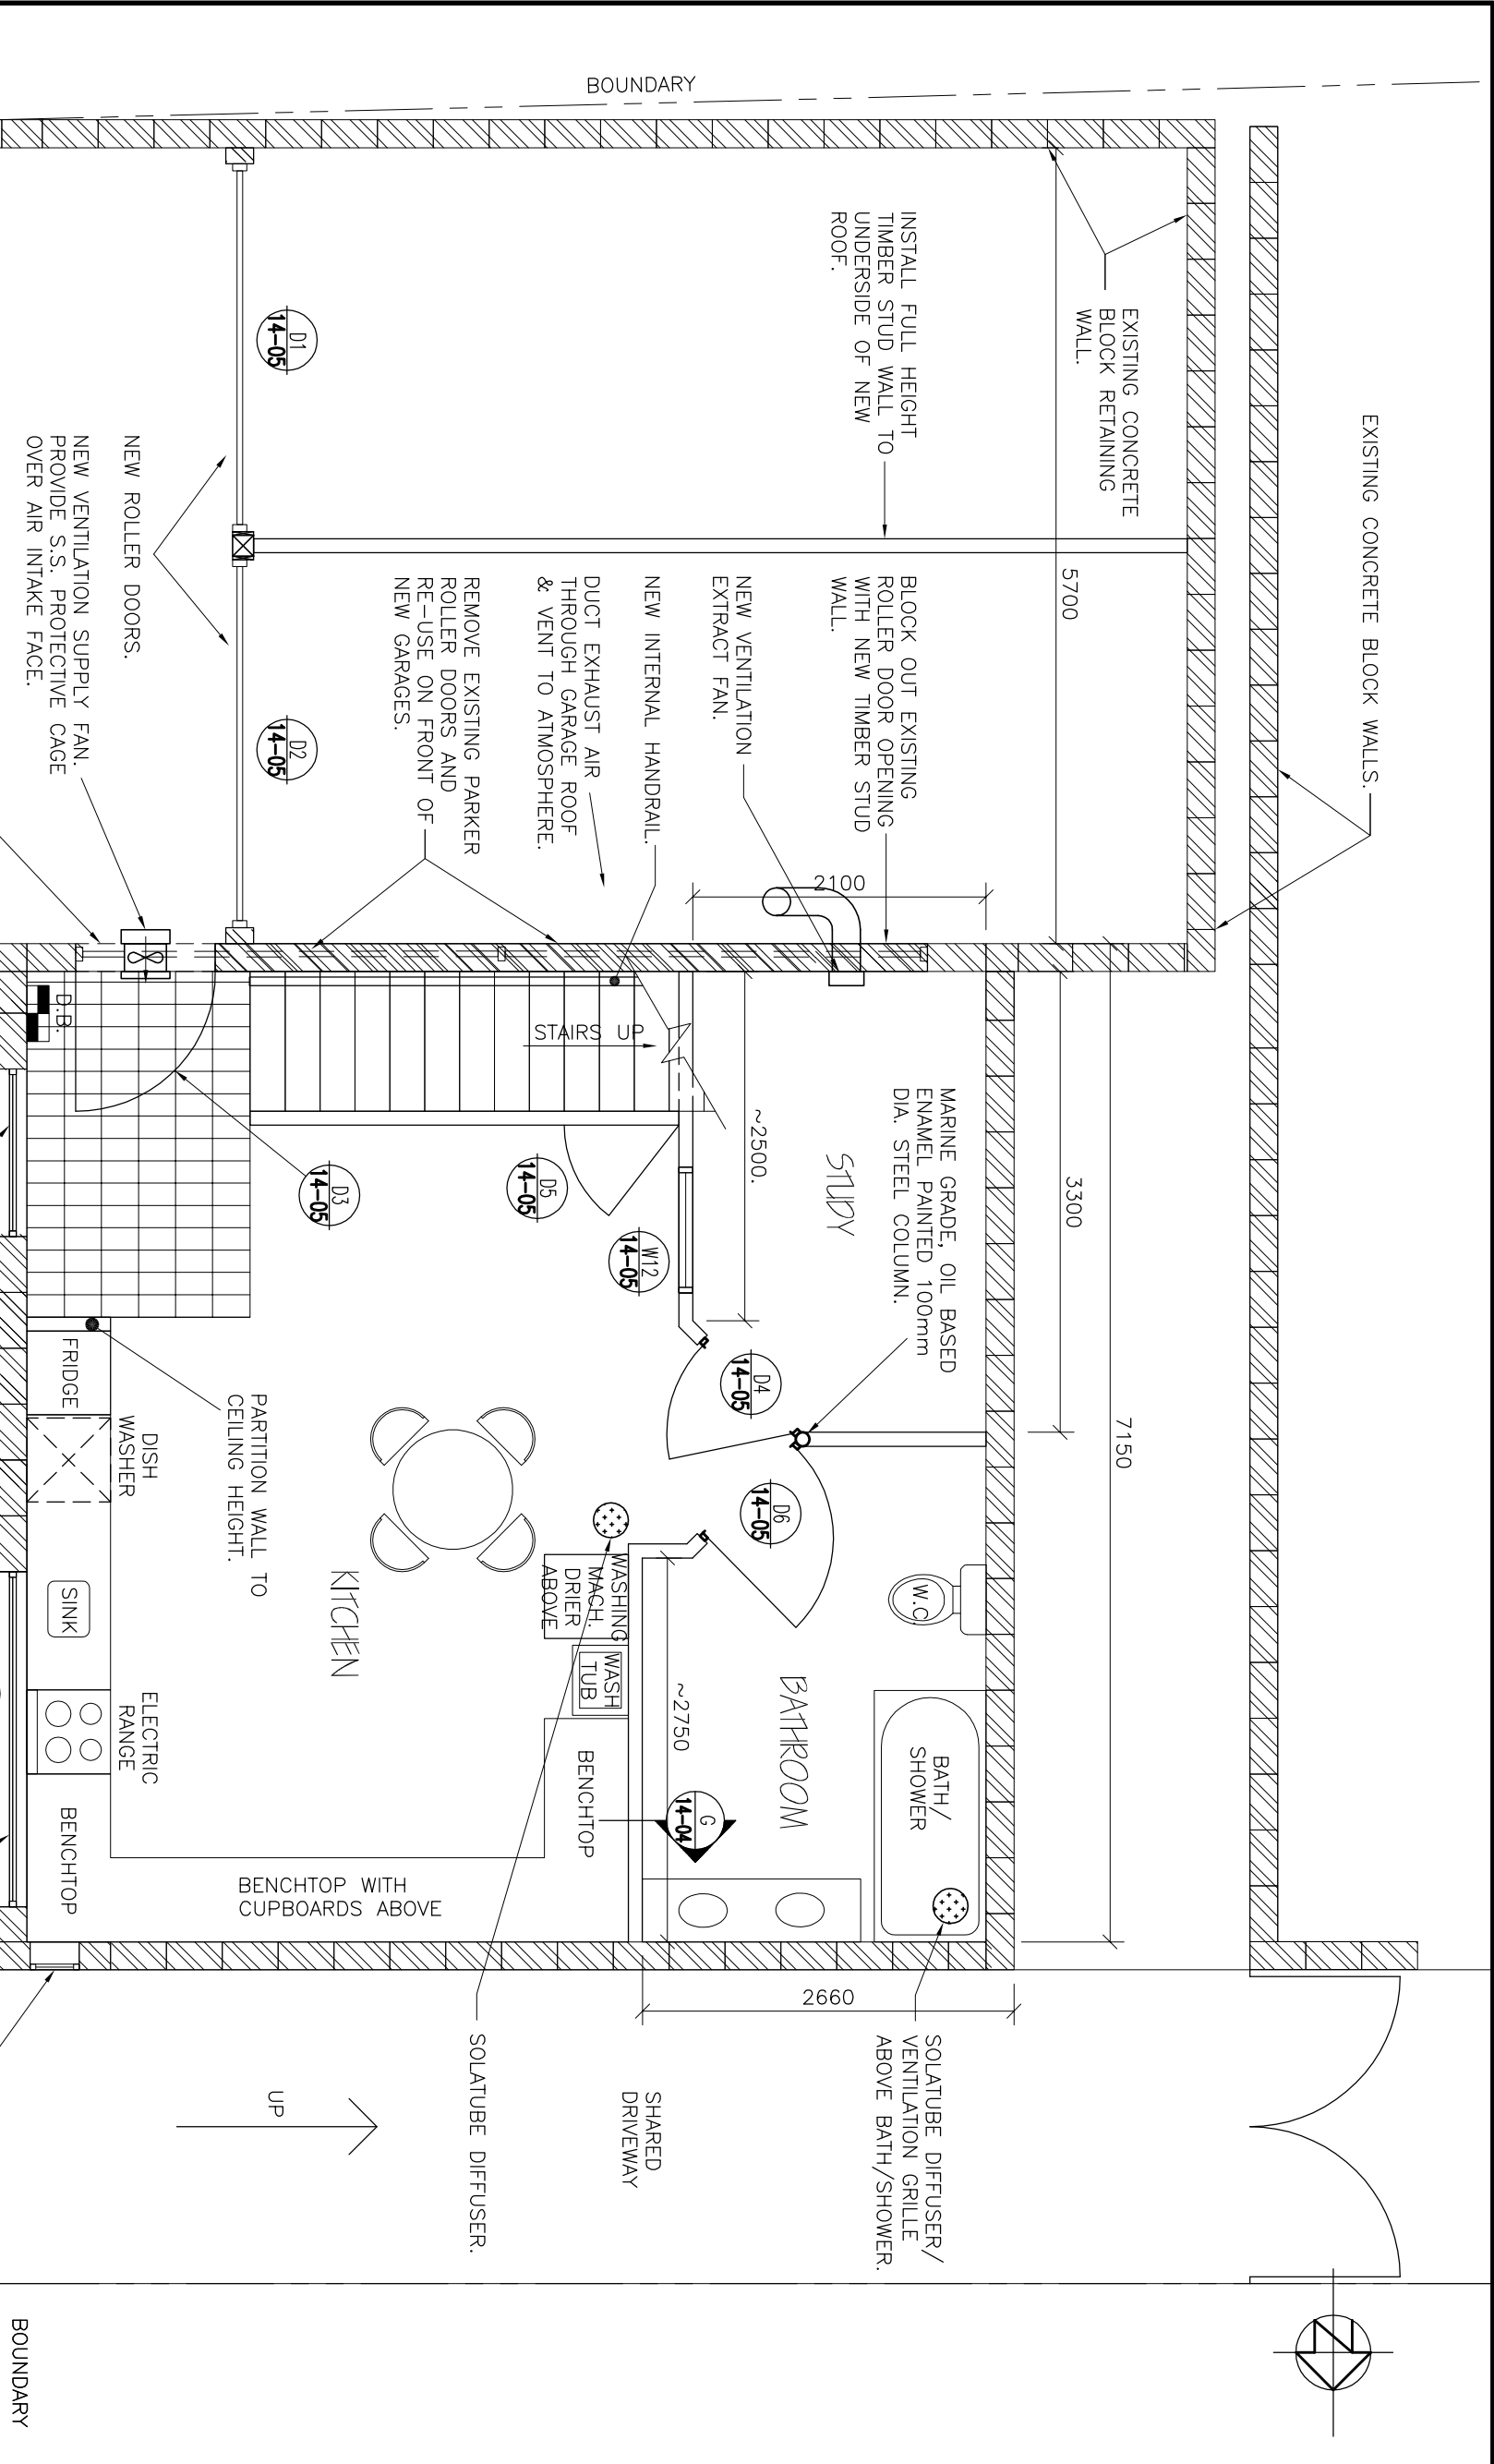 BOUNDARY
EXISTING CONCRETE BLOCK WALLS.
EXISTING CONCRETE
BLOCK RETAINING
WALL.
5700
INSTALL FULL HEIGHT
TIMBER STUD WALL TO
UNDERSIDE OF NEW
ROOF.
D1
14-05
D2
14-05
NEW ROLLER DOORS.
NEW VENTILATION SUPPLY FAN.
PROVIDE S.S. PROTECTIVE CAGE
OVER AIR INTAKE FACE.
BLOCK OUT EXISTING
ROLLER DOOR OPENING
WITH NEW TIMBER STUD
WALL.
NEW VENTILATION
EXTRACT FAN.
NEW INTERNAL HANDRAIL.
DUCT EXHAUST AIR
THROUGH GARAGE ROOF
& VENT TO ATMOSPHERE.
REMOVE EXISTING PARKER
ROLLER DOORS AND
RE-USE ON FRONT OF
NEW GARAGES.
2100
D.B.
STAIRS UP
~2500.
3300
7150
STUDY
MARINE GRADE, OIL BASED
ENAMEL PAINTED 100mm
DIA. STEEL COLUMN.
D3
14-05
D5
14-05
W12
14-05
D4
14-05
D6
14-05
FRIDGE
DISH
WASHER
PARTITION WALL TO
CEILING HEIGHT.
SINK
KITCHEN
WASHING
MACH.
DRIER
ABOVE
WASH
TUB
W.C.
BATHROOM
~2750
BATH/
SHOWER
ELECTRIC
RANGE
BENCHTOP
BENCHTOP
G
14-04
BENCHTOP WITH
CUPBOARDS ABOVE
2660
SOLATUBE DIFFUSER/
VENTILATION GRILLE
ABOVE BATH/SHOWER.
SOLATUBE DIFFUSER.
SHARED
DRIVEWAY
UP
N
BOUNDARY